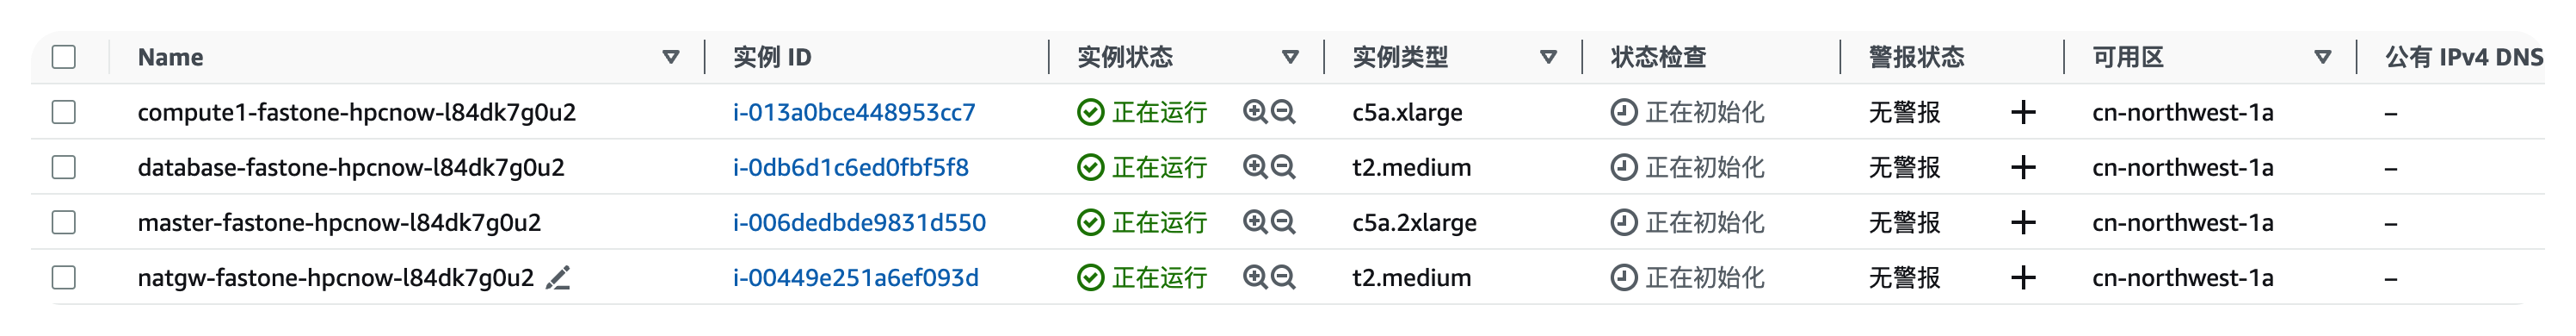 Name 实例 ID 实例状态 实例类型 状态检查 警报状态 可用区 公有 IPv4 DNS
compute1-fastone-hpcnow-l84dk7g0u2 i-013a0bce448953cc7 正在运行 c5a.xlarge 正在初始化 无警报 + cn-northwest-1a –
database-fastone-hpcnow-l84dk7g0u2 i-0db6d1c6ed0fbf5f8 正在运行 t2.medium 正在初始化 无警报 + cn-northwest-1a –
master-fastone-hpcnow-l84dk7g0u2 i-006dedbde9831d550 正在运行 c5a.2xlarge 正在初始化 无警报 + cn-northwest-1a –
natgw-fastone-hpcnow-l84dk7g0u2 i-00449e251a6ef093d 正在运行 t2.medium 正在初始化 无警报 + cn-northwest-1a –